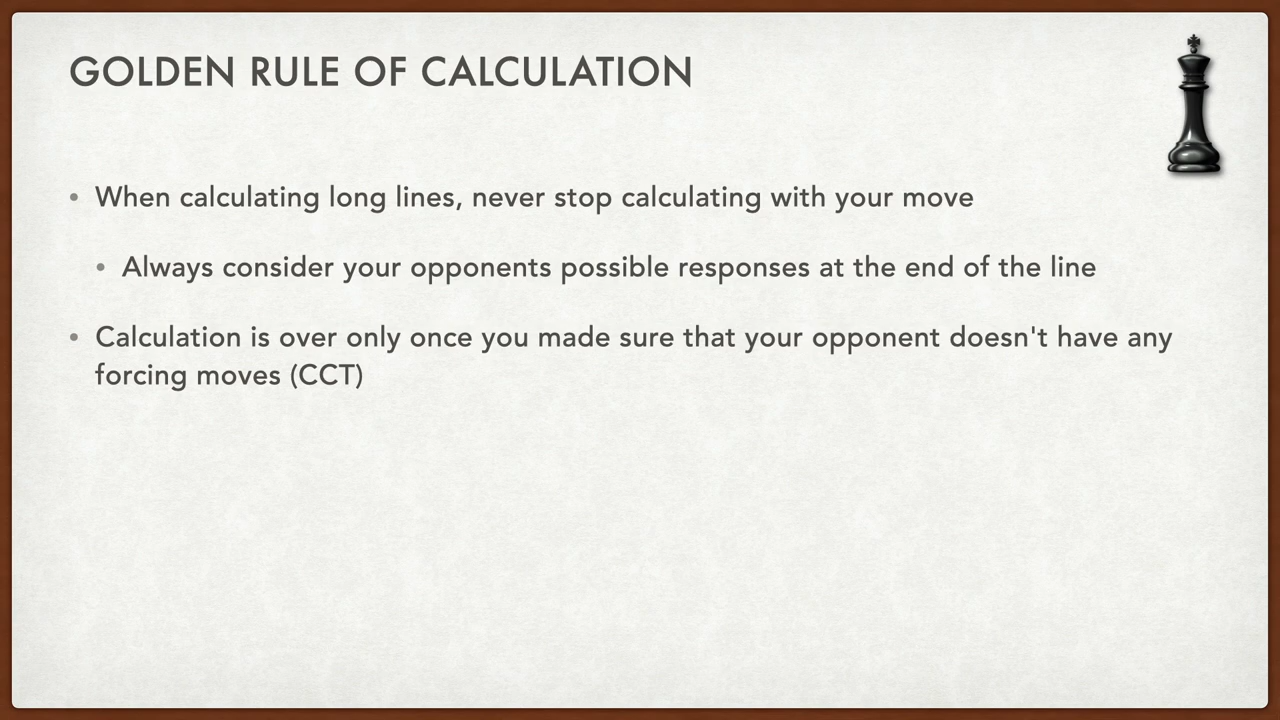 GOLDEN RULE OF CALCULATION
• When calculating long lines, never stop calculating with your move
• Always consider your opponents possible responses at the end of the line
• Calculation is over only once you made sure that your opponent doesn't have any
forcing moves (CCT)